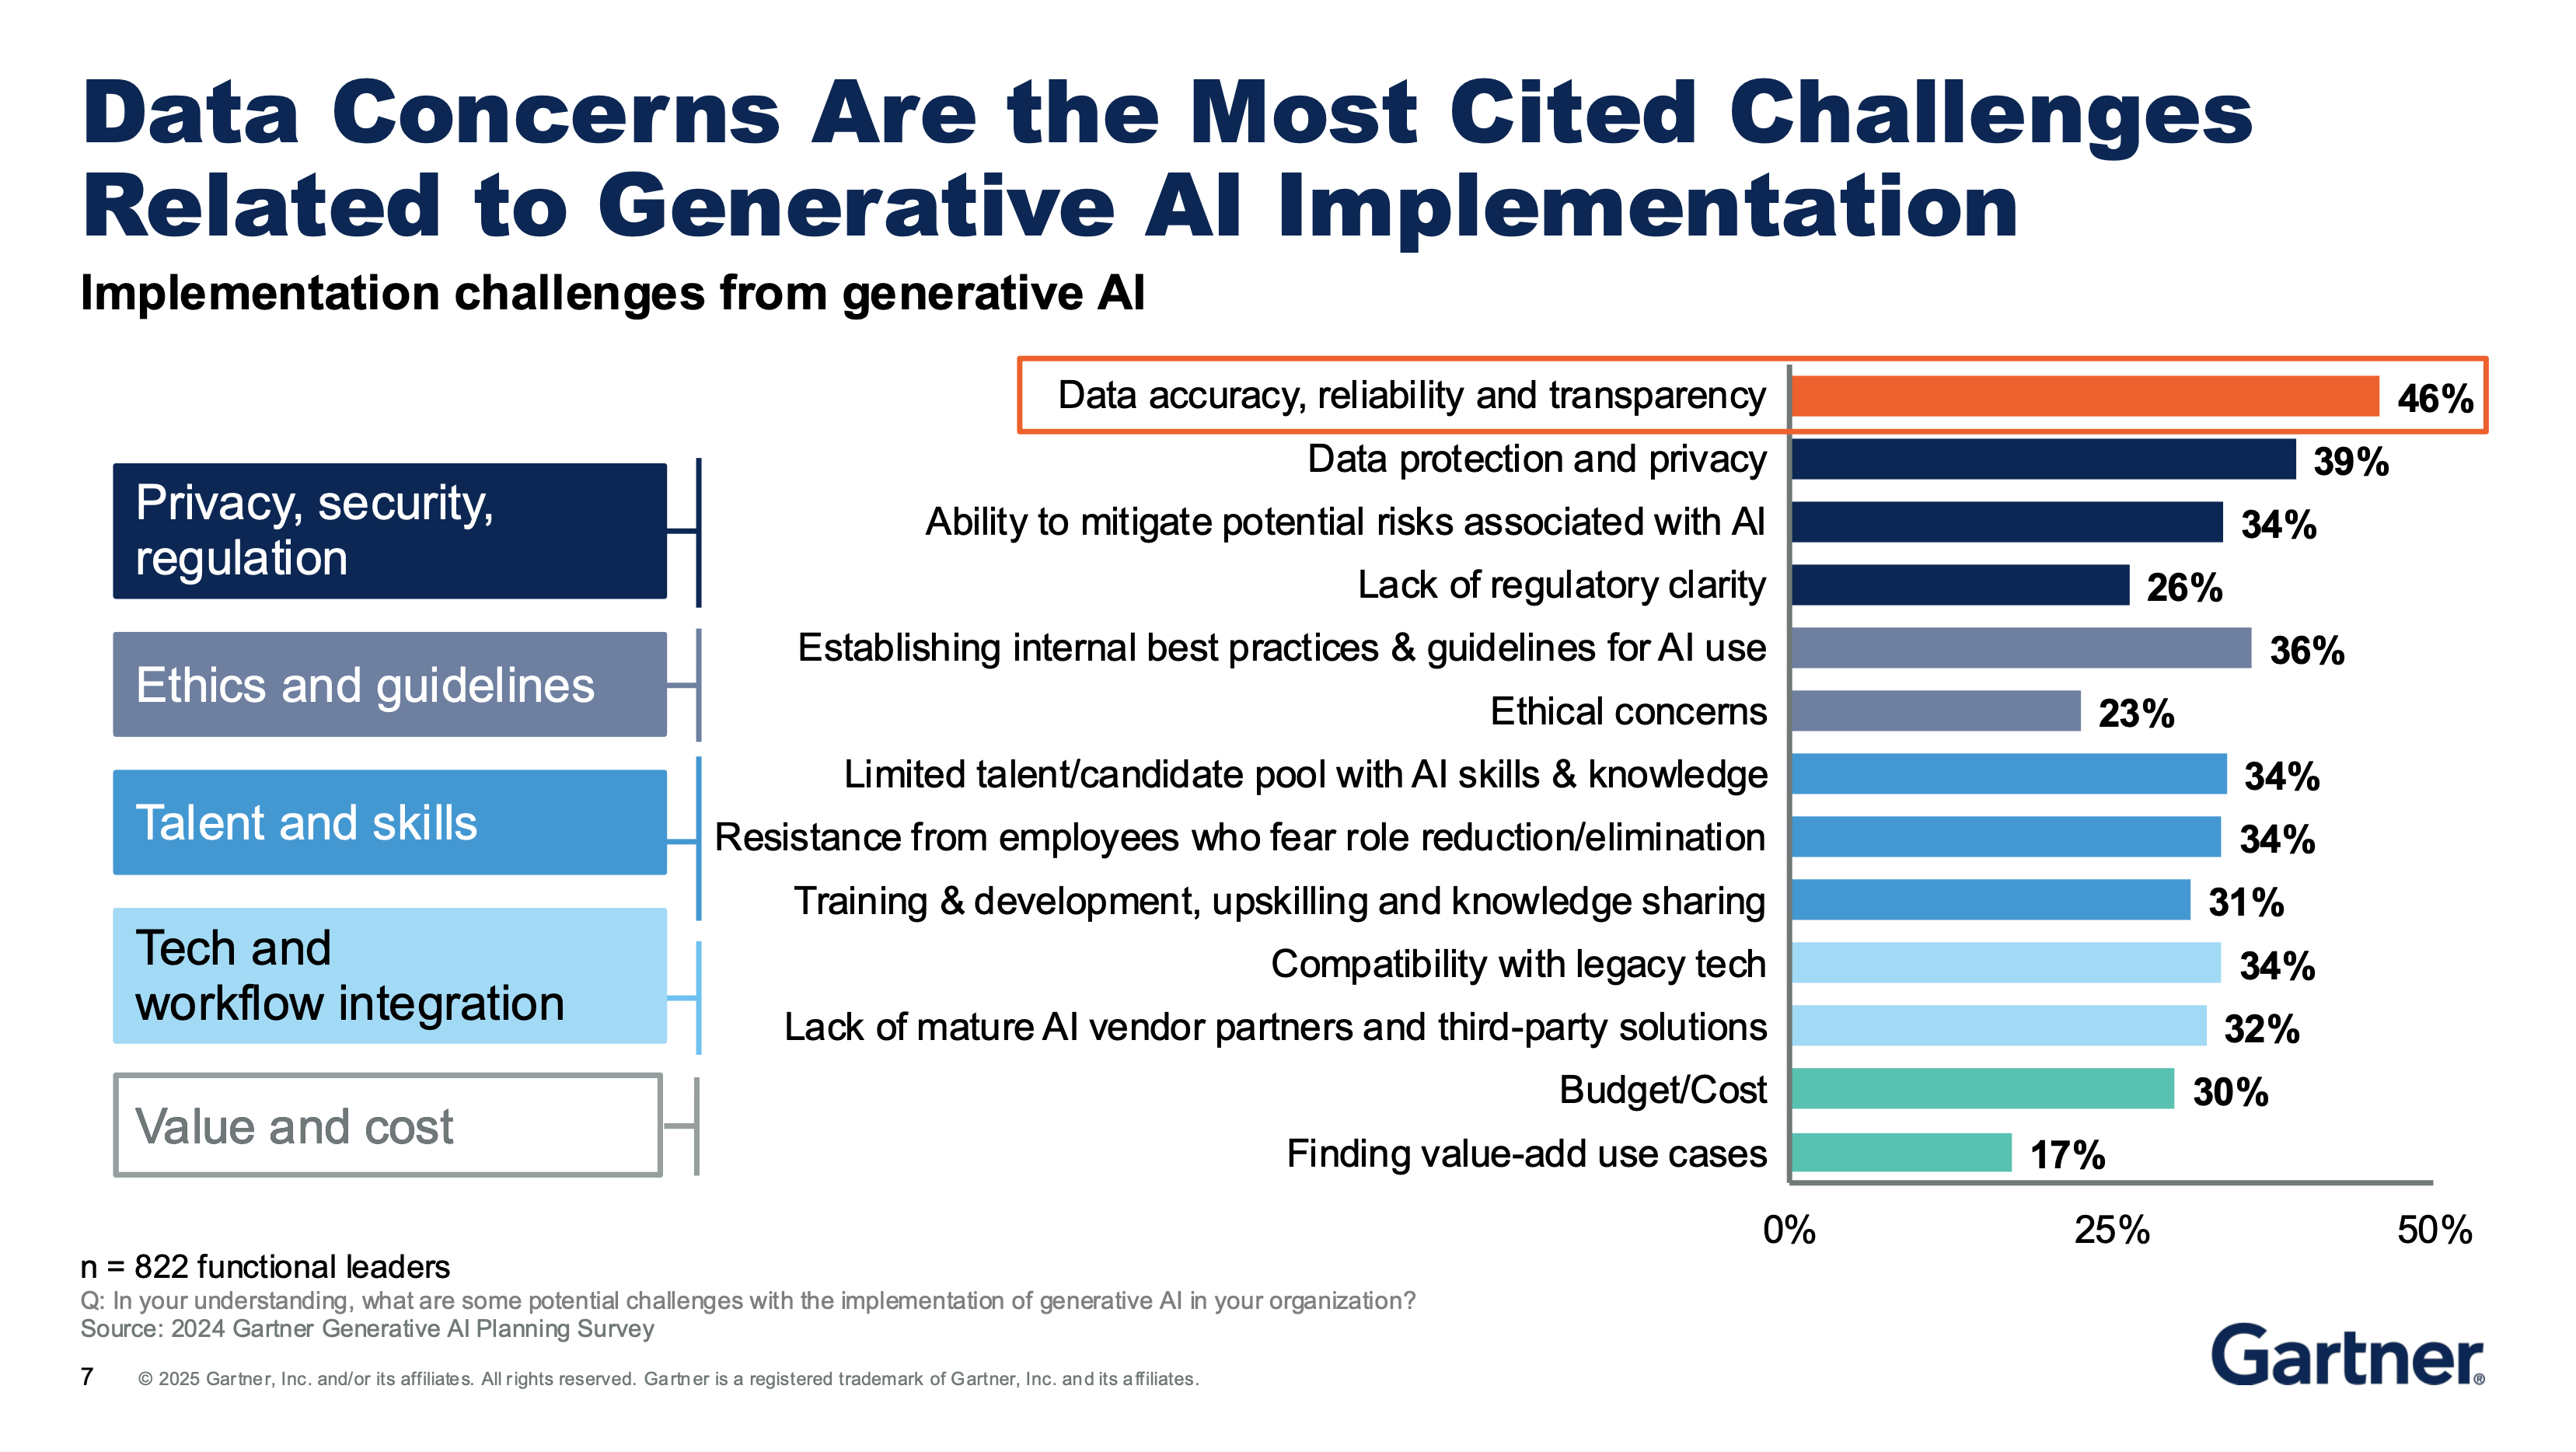 Data Concerns Are the Most Cited Challenges
Related to Generative AI Implementation
Implementation challenges from generative AI
Privacy, security,
regulation
Ethics and guidelines
Talent and skills
Tech and
workflow integration
Value and cost
Data accuracy, reliability and transparency 46%
Data protection and privacy 39%
Ability to mitigate potential risks associated with AI 34%
Lack of regulatory clarity 26%
Establishing internal best practices & guidelines for AI use 36%
Ethical concerns 23%
Limited talent/candidate pool with AI skills & knowledge 34%
Resistance from employees who fear role reduction/elimination 34%
Training & development, upskilling and knowledge sharing 31%
Compatibility with legacy tech 34%
Lack of mature AI vendor partners and third-party solutions 32%
Budget/Cost 30%
Finding value-add use cases 17%
0% 25% 50%
n = 822 functional leaders
Q: In your understanding, what are some potential challenges with the implementation of generative AI in your organization?
Source: 2024 Gartner Generative AI Planning Survey
7 © 2025 Gartner, Inc. and/or its affiliates. All rights reserved. Gartner is a registered trademark of Gartner, Inc. and its affiliates.
Gartner®